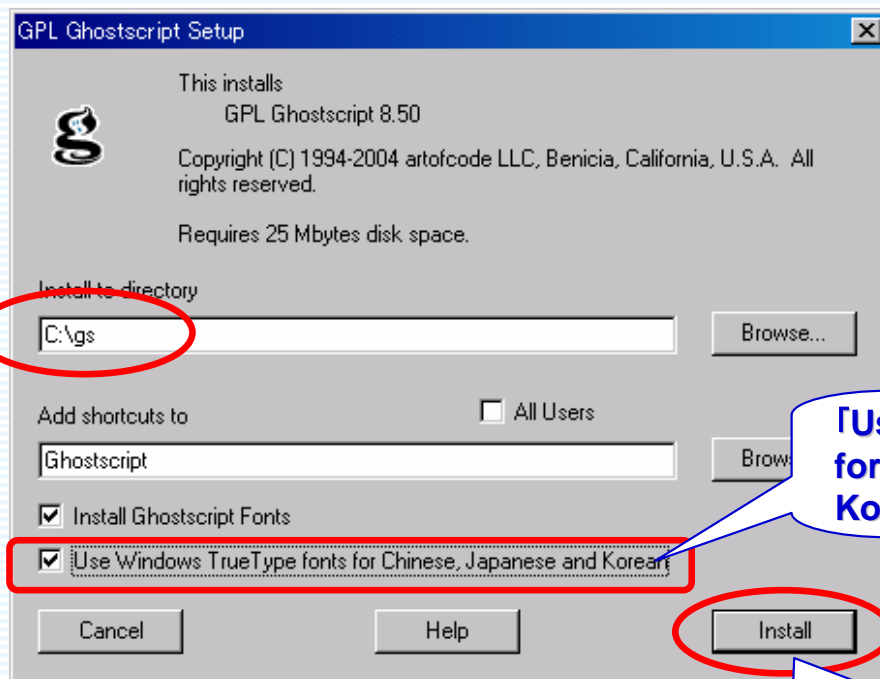 GPL Ghostscript Setup
This installs
GPL Ghostscript 8.50
Copyright (C) 1994-2004 artofcode LLC, Benicia, California, U.S.A. All
rights reserved.
Requires 25 Mbytes disk space.
Install to directory
C:\gs
Browse...
Add shortcuts to
All Users
Ghostscript
Install Ghostscript Fonts
Use Windows TrueType fonts for Chinese, Japanese and Korean
Cancel
Help
Install
for